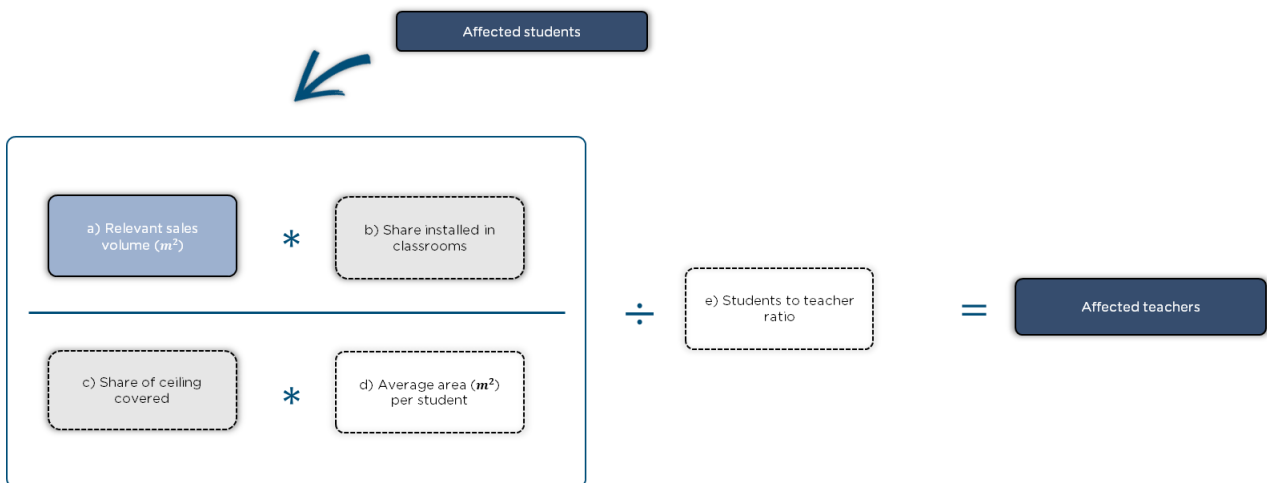 Affected students
a) Relevant sales
volume (m²)
*
b) Share installed in
classrooms
c) Share of ceiling
covered
*
d) Average area (m²)
per student
÷
e) Students to teacher
ratio
=
Affected teachers